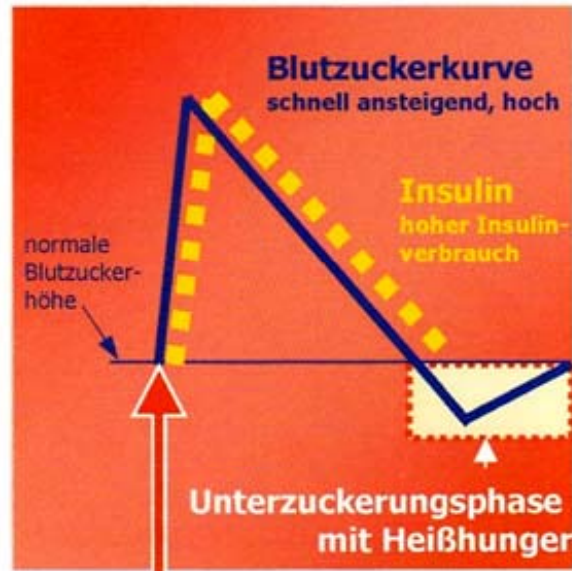 Blutzuckerkurve
schnell ansteigend, hoch
Insulin
hoher Insulin-
verbrauch
normale
Blutzucker-
höhe
Unterzuckerungsphase
mit Heißhunger